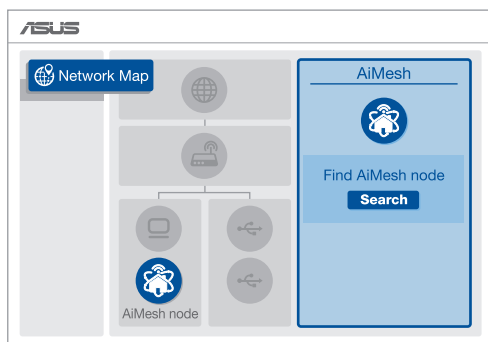 ASUS
Network Map
AiMesh
Find AiMesh node
Search
AiMesh node